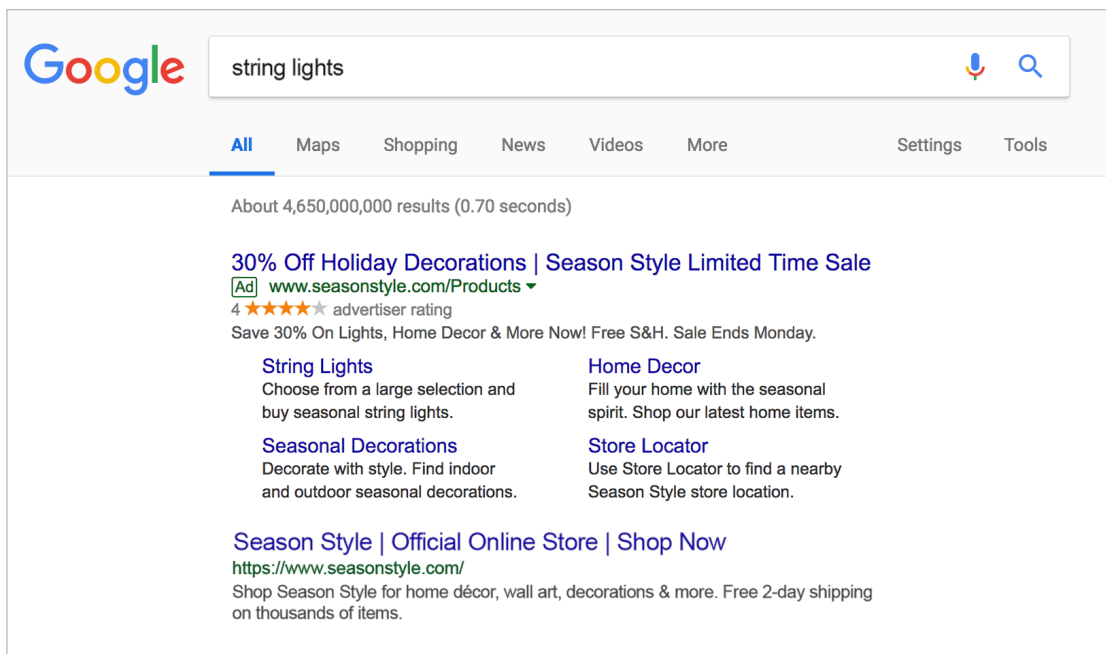 Google
string lights
All Maps Shopping News Videos More Settings Tools
About 4,650,000,000 results (0.70 seconds)
30% Off Holiday Decorations | Season Style Limited Time Sale
Ad www.seasonstyle.com/Products
4 ★★★★★ advertiser rating
Save 30% On Lights, Home Decor & More Now! Free S&H. Sale Ends Monday.
String Lights
Choose from a large selection and
buy seasonal string lights.
Home Decor
Fill your home with the seasonal
spirit. Shop our latest home items.
Seasonal Decorations
Decorate with style. Find indoor
and outdoor seasonal decorations.
Store Locator
Use Store Locator to find a nearby
Season Style store location.
Season Style | Official Online Store | Shop Now
https://www.seasonstyle.com/
Shop Season Style for home décor, wall art, decorations & more. Free 2-day shipping
on thousands of items.